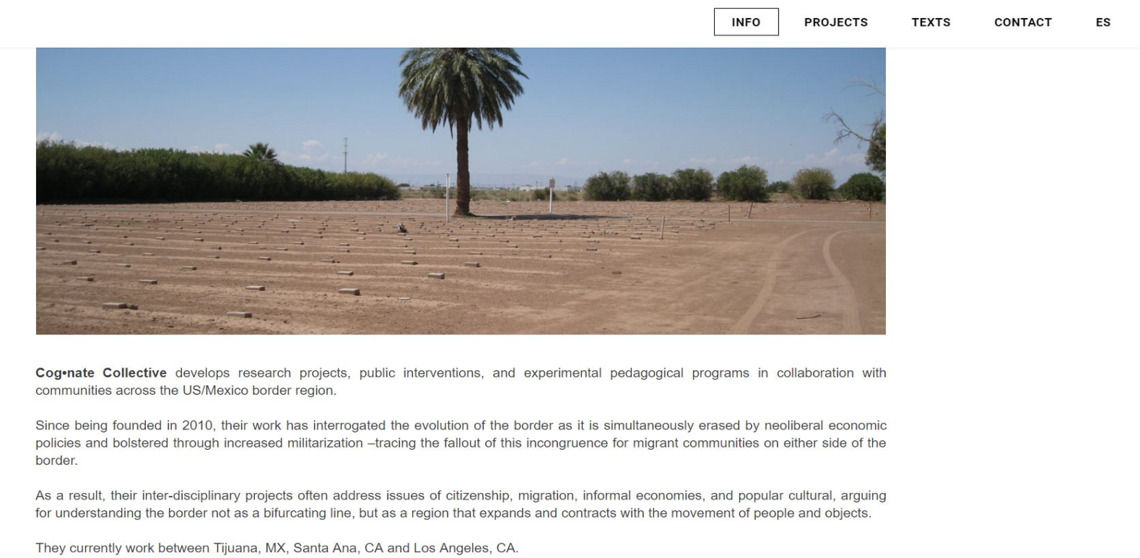 INFO PROJECTS TEXTS CONTACT ES
Cog•nate Collective develops research projects, public interventions, and experimental pedagogical programs in collaboration with
communities across the US/Mexico border region.
Since being founded in 2010, their work has interrogated the evolution of the border as it is simultaneously erased by neoliberal economic
policies and bolstered through increased militarization –tracing the fallout of this incongruence for migrant communities on either side of the
border.
As a result, their inter-disciplinary projects often address issues of citizenship, migration, informal economies, and popular cultural, arguing
for understanding the border not as a bifurcating line, but as a region that expands and contracts with the movement of people and objects.
They currently work between Tijuana, MX, Santa Ana, CA and Los Angeles, CA.